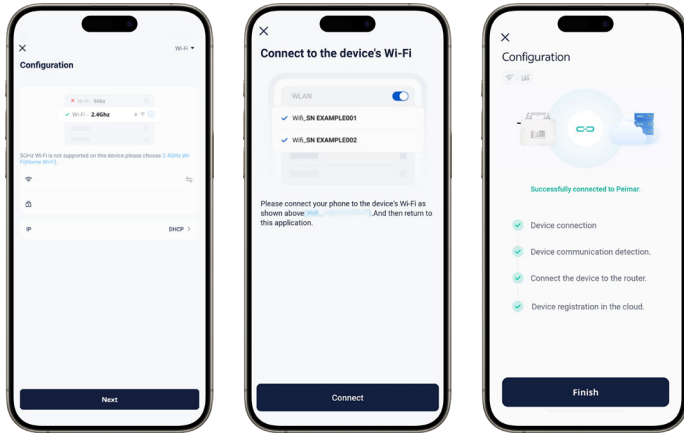 Wi-Fi
Configuration
Wi-Fi - 5Ghz
Wi-Fi - 2.4Ghz
5GHz Wi-Fi is not supported on this device.please choose 2.4GHz Wi-
Fi(Home Wi-Fi).
IP
DHCP >
Next
Connect to the device's Wi-Fi
WLAN
Wifi_SN EXAMPLE001
Wifi_SN EXAMPLE002
Please connect your phone to the device's Wi-Fi as
shown above
.And then return to
this application.
Connect
Configuration
Successfully connected to Peimar.
Device connection
Device communication detection.
Connect the device to the router.
Device registration in the cloud.
Finish